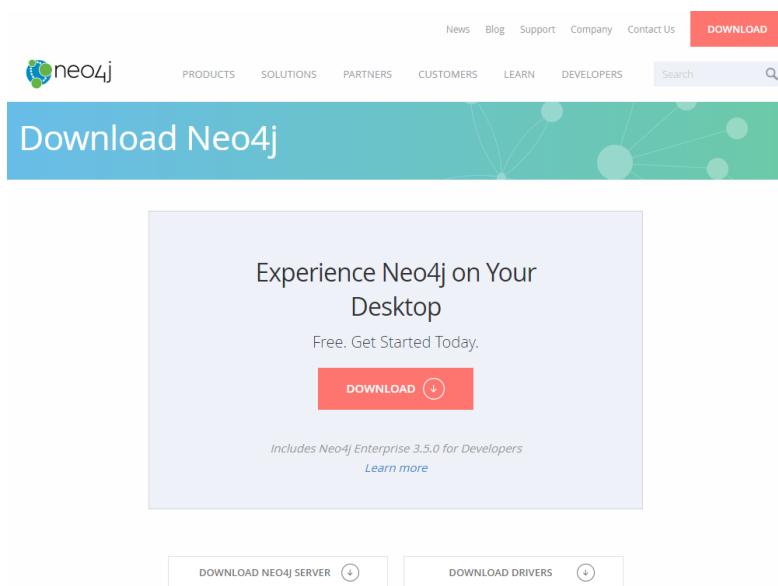 News Blog Support Company Contact Us DOWNLOAD
neo4j PRODUCTS SOLUTIONS PARTNERS CUSTOMERS LEARN DEVELOPERS Search
Download Neo4j
Experience Neo4j on Your
Desktop
Free. Get Started Today.
DOWNLOAD
Includes Neo4j Enterprise 3.5.0 for Developers
Learn more
DOWNLOAD NEO4J SERVER DOWNLOAD DRIVERS